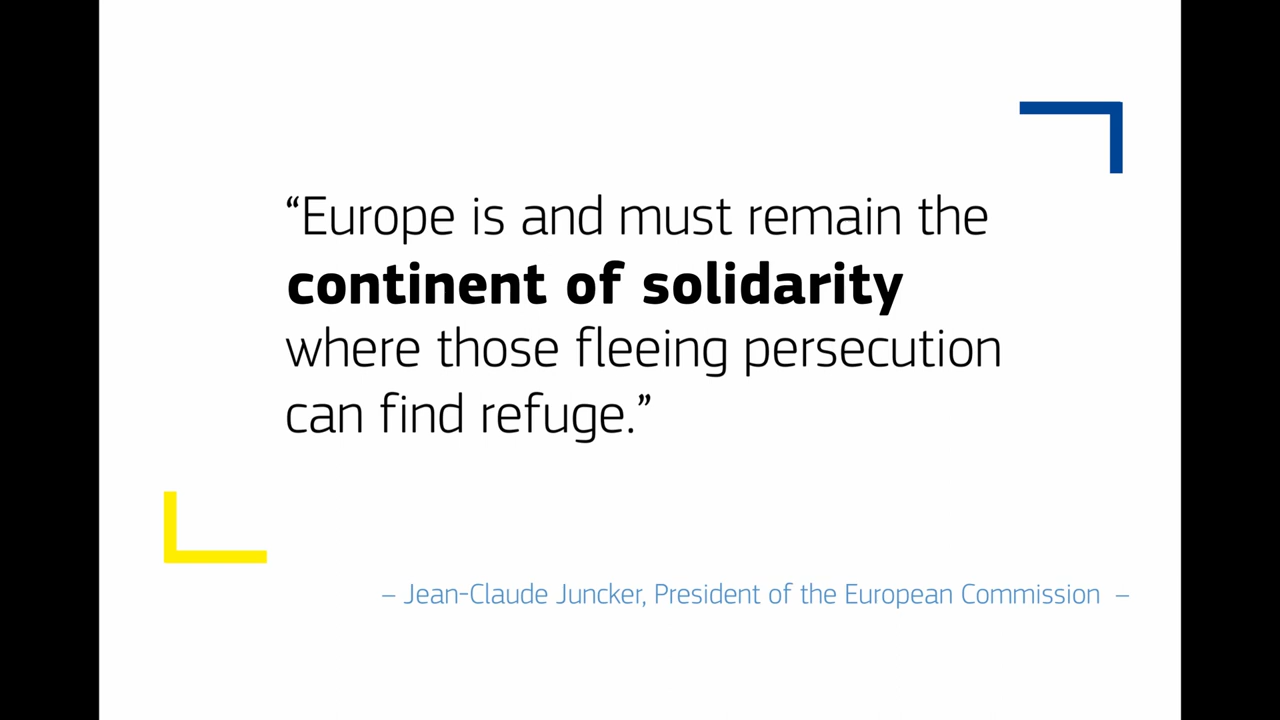 “Europe is and must remain the
continent of solidarity
where those fleeing persecution
can find refuge.”
– Jean-Claude Juncker, President of the European Commission –